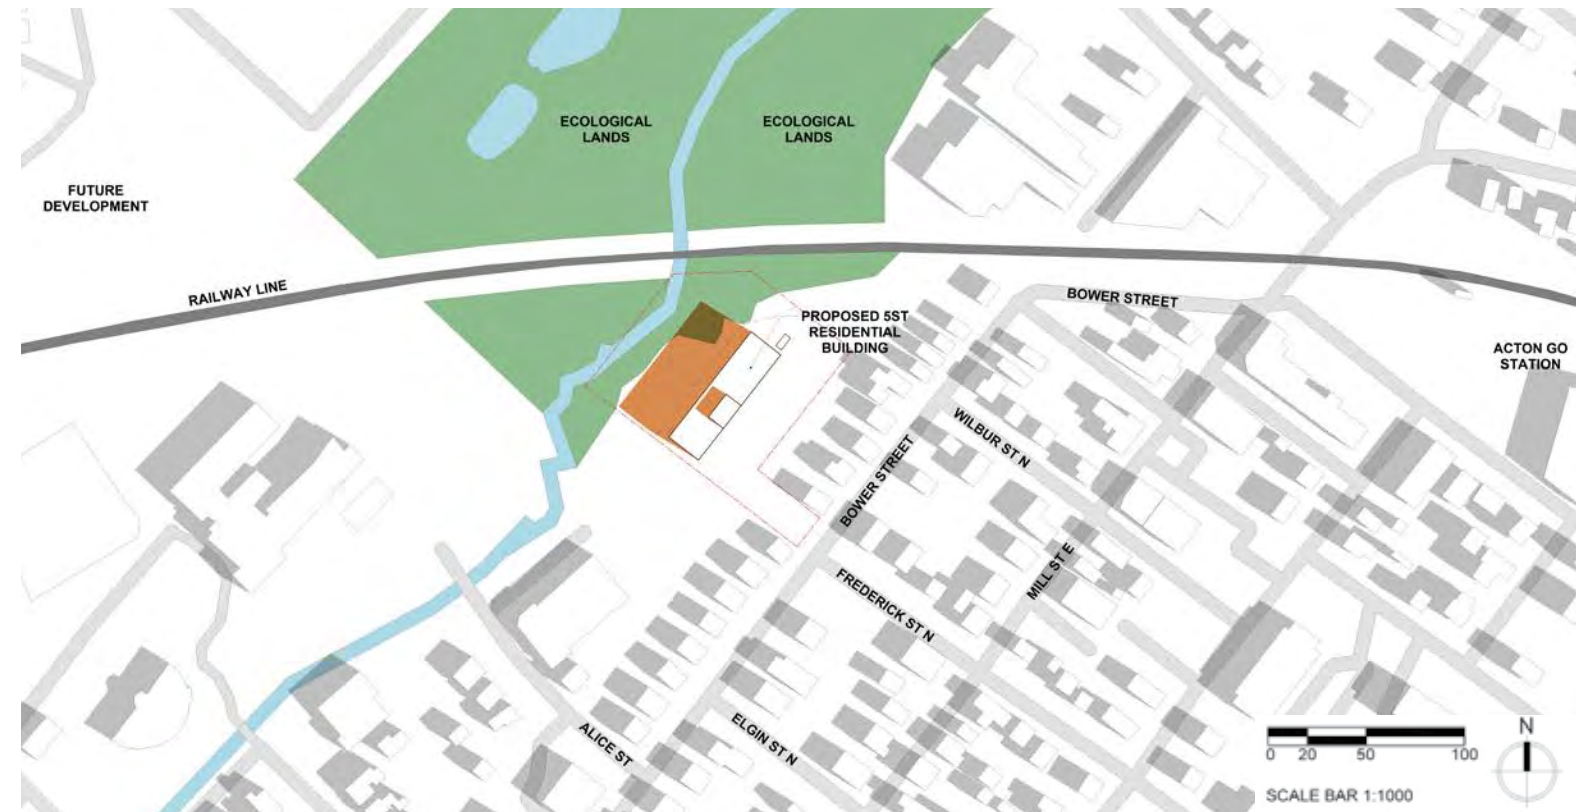 ECOLOGICAL
LANDS
ECOLOGICAL
LANDS
FUTURE
DEVELOPMENT
RAILWAY LINE
BOWER STREET
PROPOSED 5ST
RESIDENTIAL
BUILDING
ACTON GO
STATION
WILBUR ST N
BOWER STREET
MILL ST E
FREDERICK ST N
ALICE ST
ELGIN ST N
N
0 20 50 100
SCALE BAR 1:1000